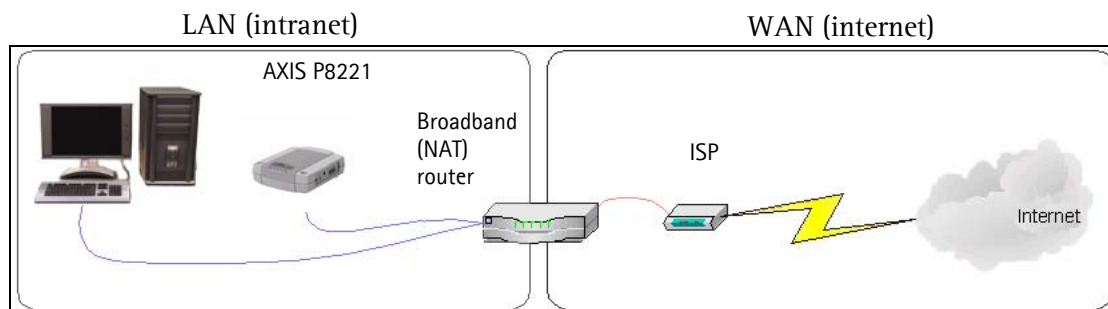 LAN (intranet)
WAN (internet)
AXIS P8221
Broadband
(NAT)
router
ISP
Internet